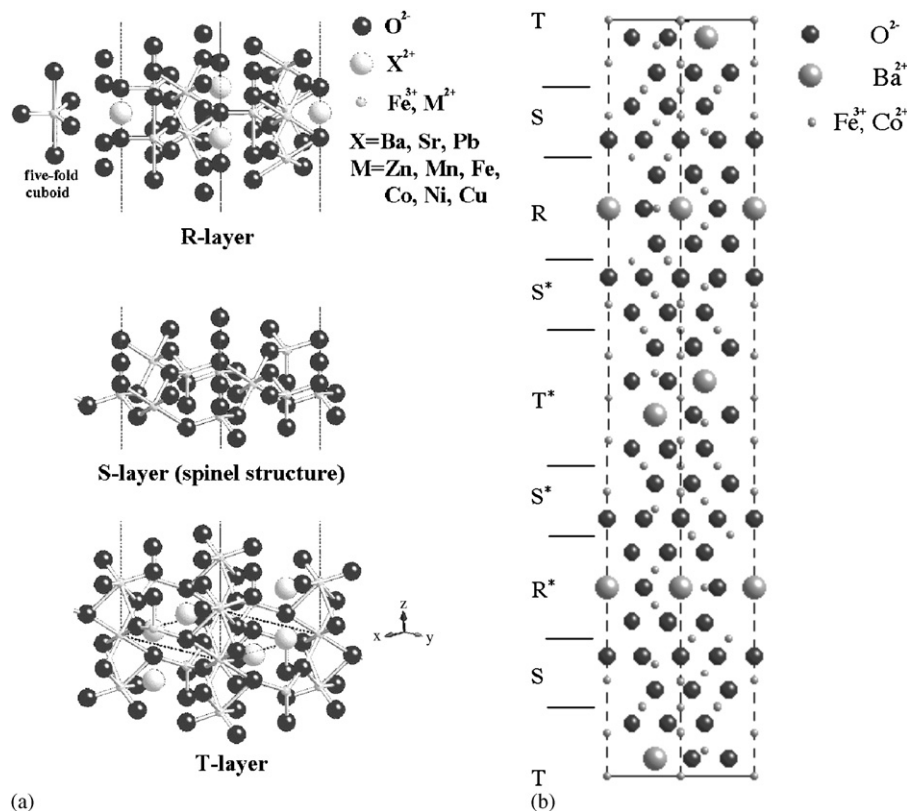 O²⁻
X²⁺
Fe³⁺, M²⁺
X=Ba, Sr, Pb
M=Zn, Mn, Fe,
Co, Ni, Cu
five-fold
cuboid
R-layer
S-layer (spinel structure)
z
x
y
T-layer
(a)
T
S
R
S*
T*
S*
R*
S
T
O²⁻
Ba²⁺
Fe³⁺, Co²⁺
(b)